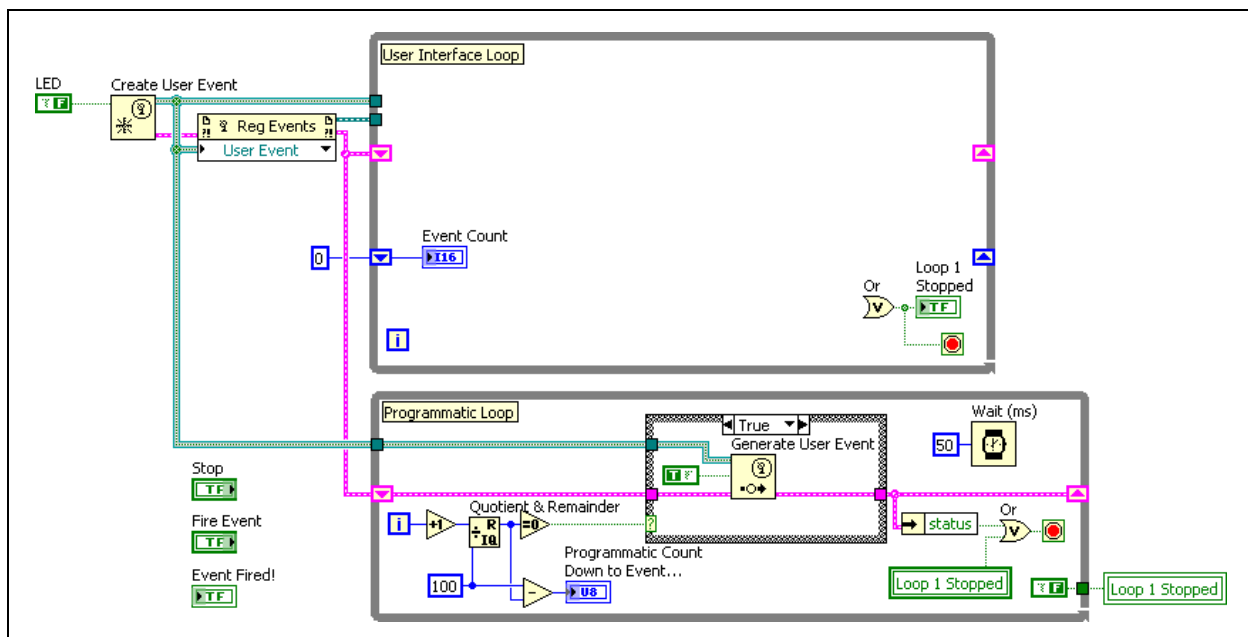 User Interface Loop
LED
Create User Event
F
Reg Events
User Event
0
Event Count
I16
Loop 1
Stopped
Or
V
TF
i
Programmatic Loop
True
Wait (ms)
Generate User Event
50
T
Stop
TF
Quotient & Remainder
Or
i
+1
R
IQ
=0
?
status
V
Fire Event
TF
Programmatic Count
Down to Event...
100
U8
Loop 1 Stopped
F
Loop 1 Stopped
Event Fired!
TF